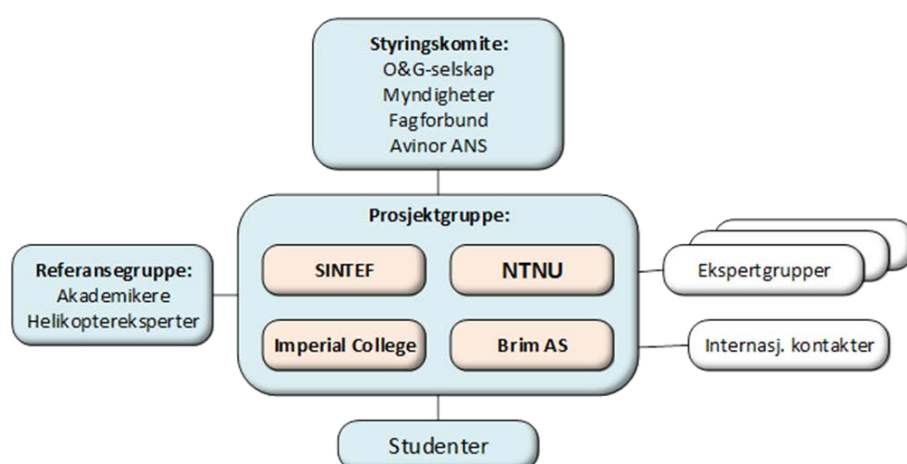 Styringskomite:
O&G-selskap
Myndigheter
Fagforbund
Avinor ANS
Prosjektgruppe:
SINTEF
NTNU
Imperial College
Brim AS
Referansegruppe:
Akademikere
Helikoptereksperter
Ekspertgrupper
Internasj. kontakter
Studenter